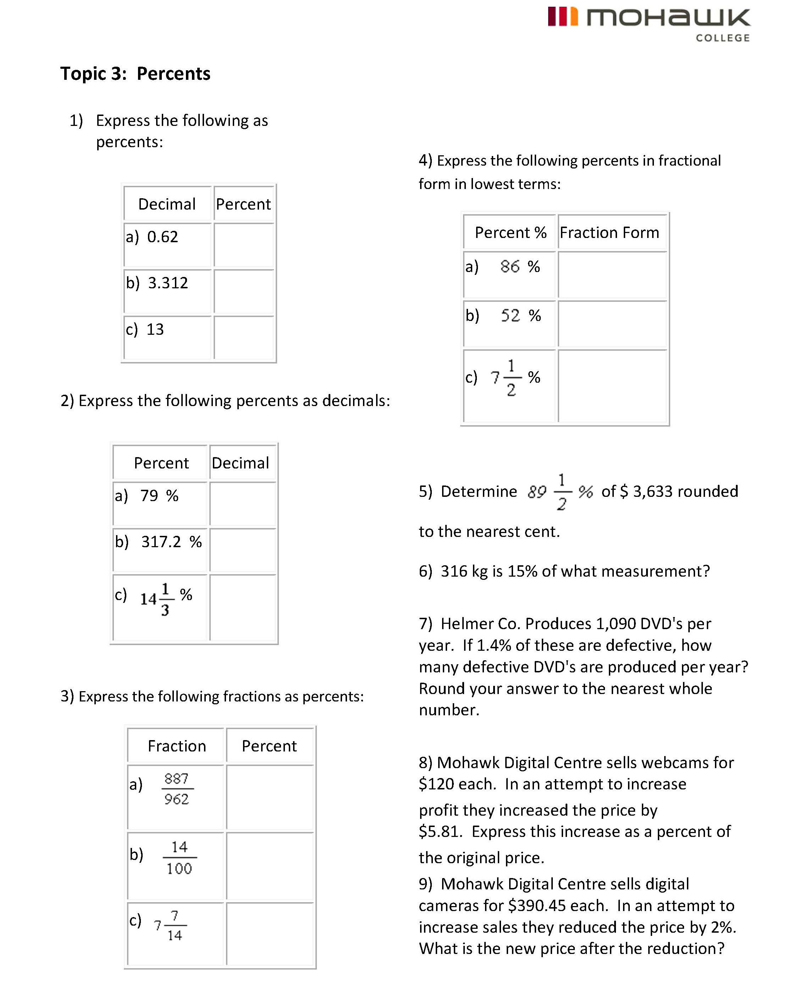 mohawk
COLLEGE
Topic 3:  Percents
1)  Express the following as
percents:
Decimal  Percent
a)  0.62
b)  3.312
c)  13
2) Express the following percents as decimals:
Percent  Decimal
a)  79  %
b)  317.2  %
c)  14 1/3 %
3) Express the following fractions as percents:
Fraction  Percent
a)  887/962
b)  14/100
c)  7 7/14
4) Express the following percents in fractional
form in lowest terms:
Percent %  Fraction Form
a)  86  %
b)  52  %
c)  7 1/2 %
5)  Determine  89 1/2 %  of $ 3,633 rounded
to the nearest cent.
6)  316 kg is 15% of what measurement?
7)  Helmer Co. Produces 1,090 DVD's per
year.  If 1.4% of these are defective, how
many defective DVD's are produced per year?
Round your answer to the nearest whole
number.
8) Mohawk Digital Centre sells webcams for
$120 each.  In an attempt to increase
profit they increased the price by
$5.81.  Express this increase as a percent of
the original price.
9)  Mohawk Digital Centre sells digital
cameras for $390.45 each.  In an attempt to
increase sales they reduced the price by 2%.
What is the new price after the reduction?